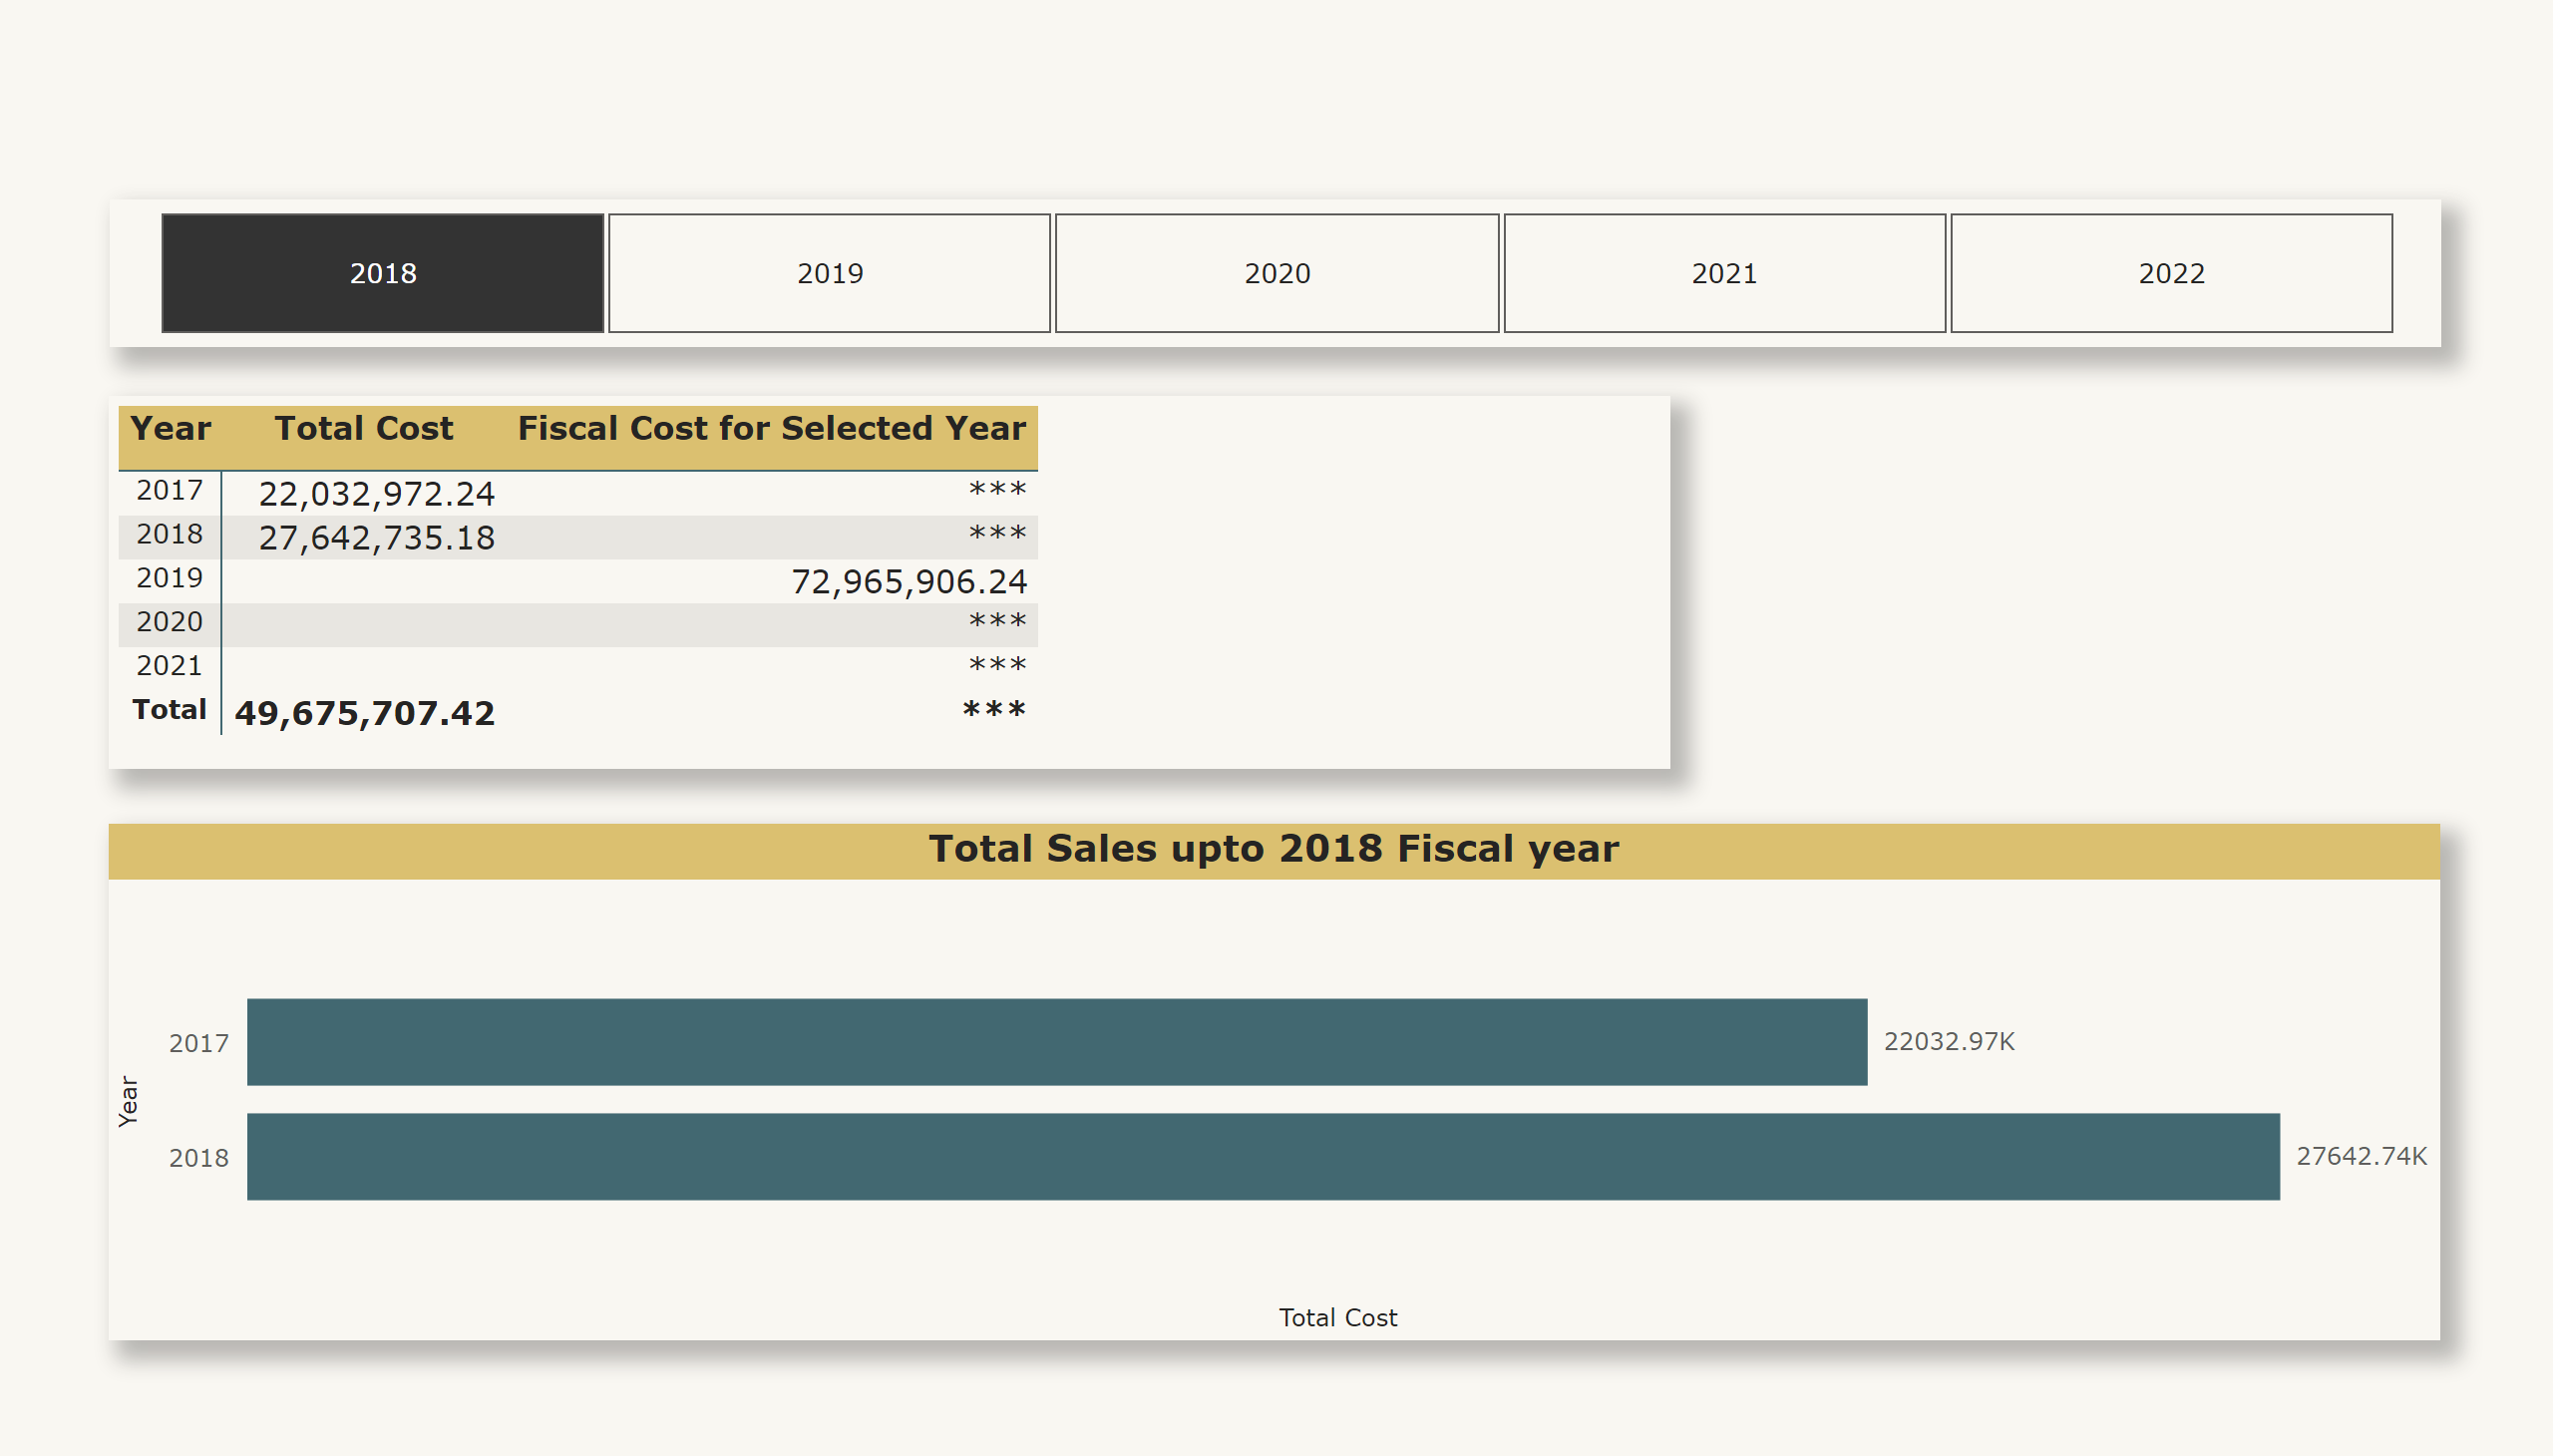 2018 2019 2020 2021 2022
Year Total Cost Fiscal Cost for Selected Year
2017 22,032,972.24 ***
2018 27,642,735.18 ***
2019 72,965,906.24
2020 ***
2021 ***
Total 49,675,707.42 ***
Total Sales upto 2018 Fiscal year
Year
2017 22032.97K
2018 27642.74K
Total Cost